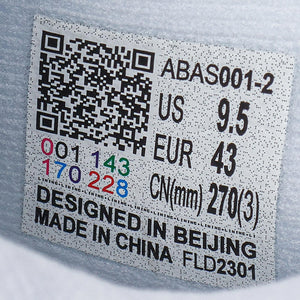 ABAS001-2
US 9.5
EUR 43
CN(mm) 270(3)
001 143
170 228
DESIGNED IN BEIJING
MADE IN CHINA FLD2301